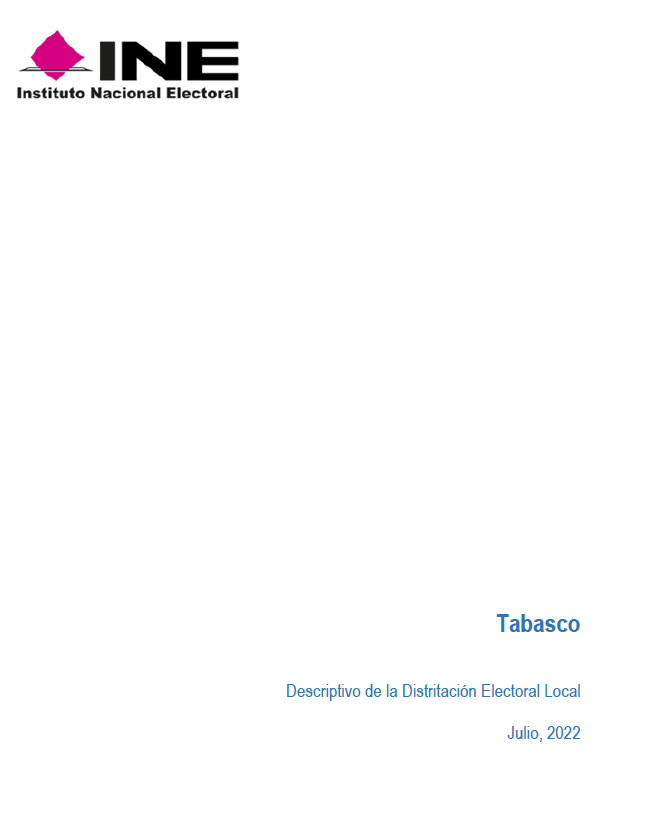 INE
Instituto Nacional Electoral
Tabasco
Descriptivo de la Distritación Electoral Local
Julio, 2022